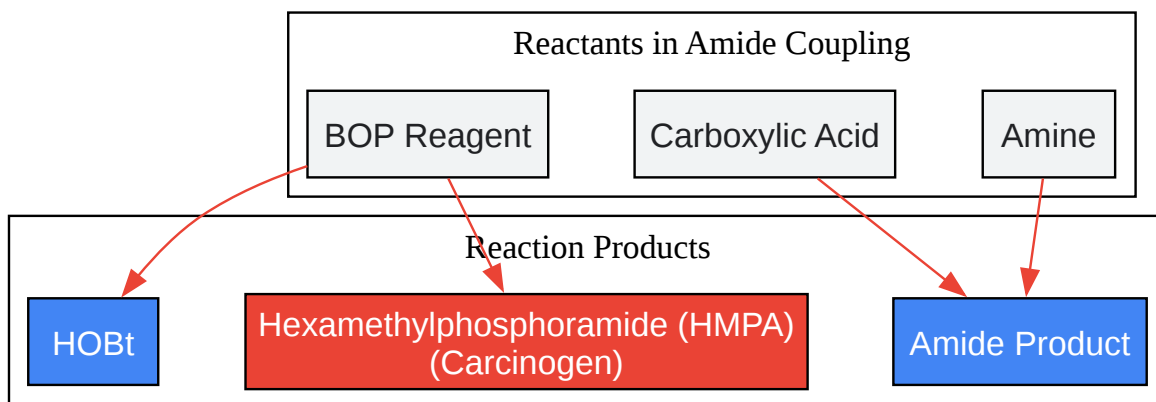 Reactants in Amide Coupling
BOP Reagent
Carboxylic Acid
Amine
Reaction Products
HOBt
Hexamethylphosphoramide (HMPA)
(Carcinogen)
Amide Product